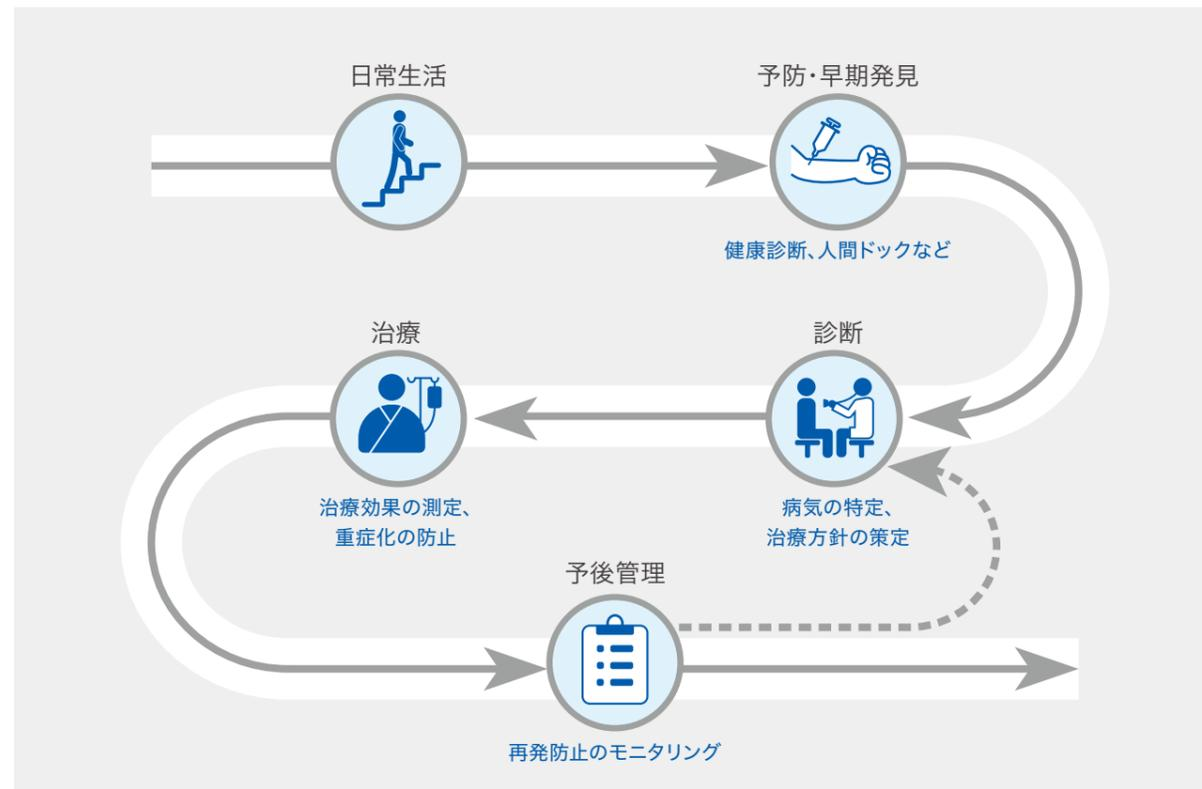 日常生活
予防・早期発見
健康診断、人間ドックなど
治療
診断
治療効果の測定、
重症化の防止
病気の特定、
治療方針の策定
予後管理
再発防止のモニタリング